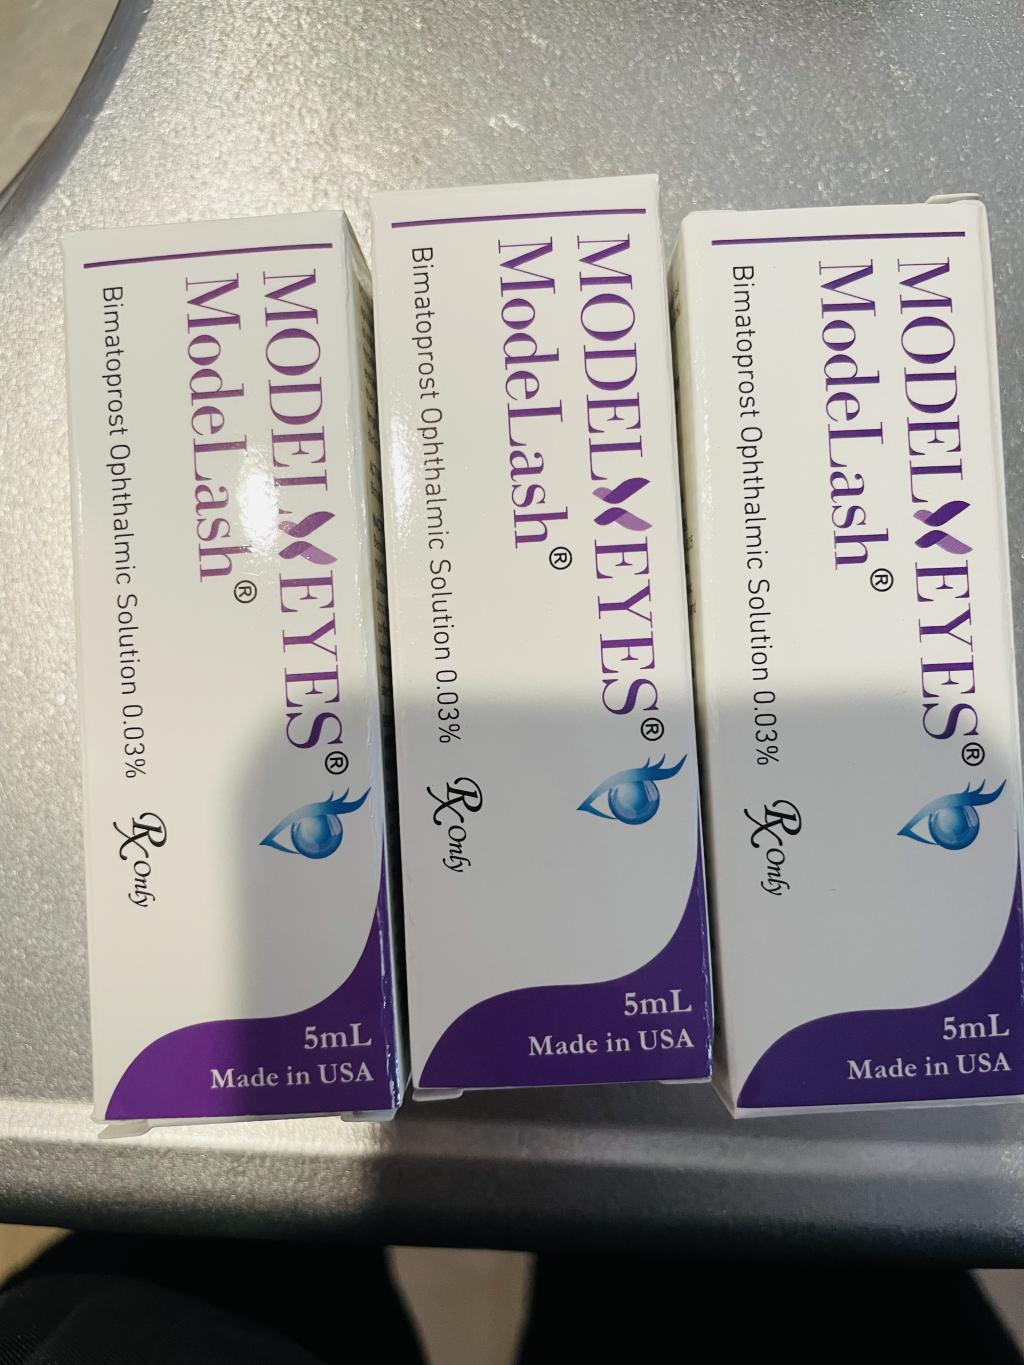 MODEL EYES®
ModeLash®
Bimatoprost Ophthalmic Solution 0.03% Rx Only
5mL
Made in USA
MODEL EYES®
ModeLash®
Bimatoprost Ophthalmic Solution 0.03% Rx Only
5mL
Made in USA
MODEL EYES®
ModeLash®
Bimatoprost Ophthalmic Solution 0.03% Rx Only
5mL
Made in USA